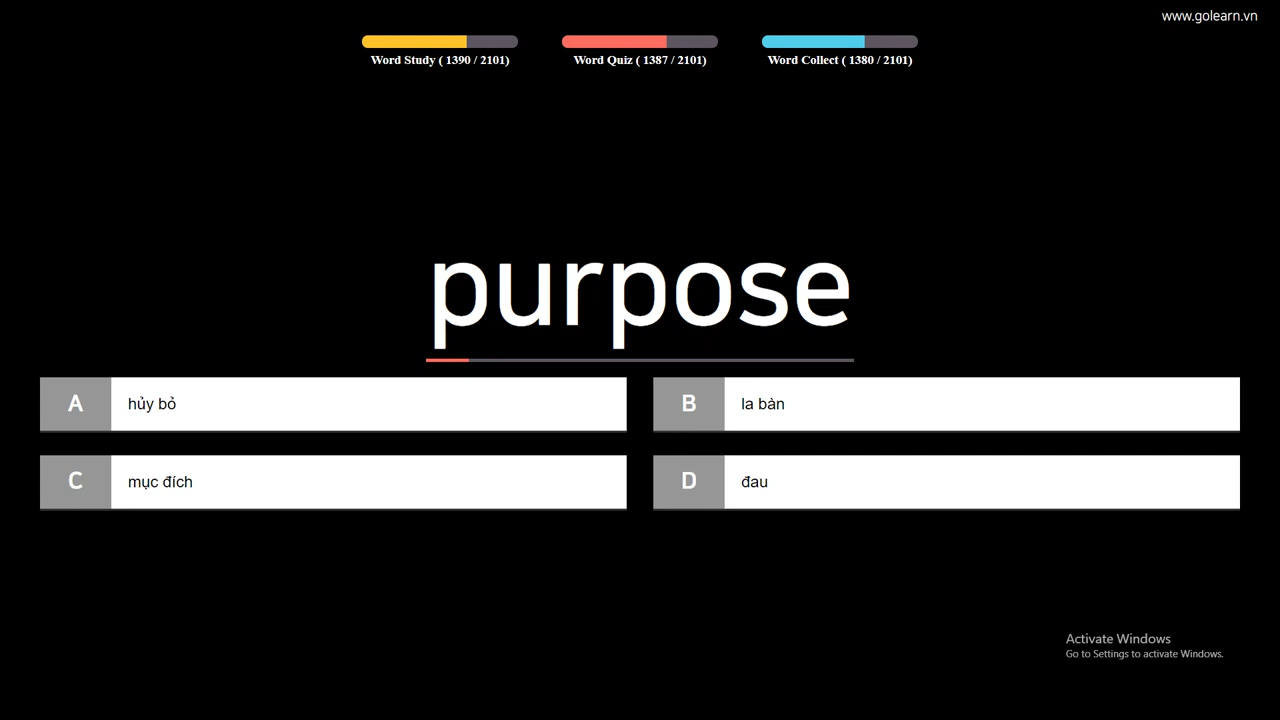 www.golearn.vn
Word Study ( 1390 / 2101)
Word Quiz ( 1387 / 2101)
Word Collect ( 1380 / 2101)
purpose
A hủy bỏ
B la bàn
C mục đích
D đau
Activate Windows
Go to Settings to activate Windows.